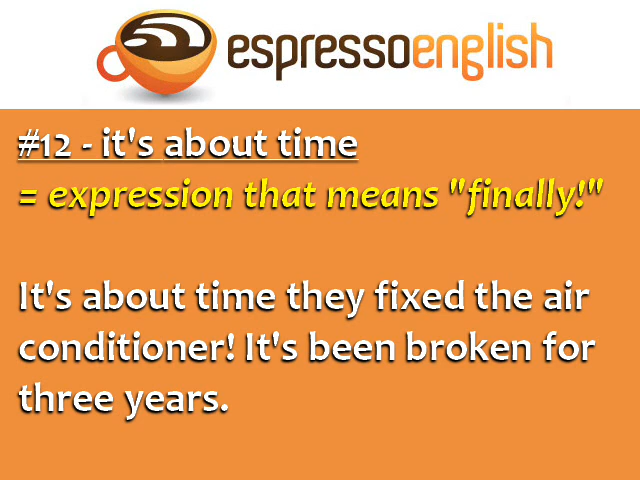 espressoenglish
#12 - it's about time
= expression that means "finally!"
It's about time they fixed the air
conditioner! It's been broken for
three years.